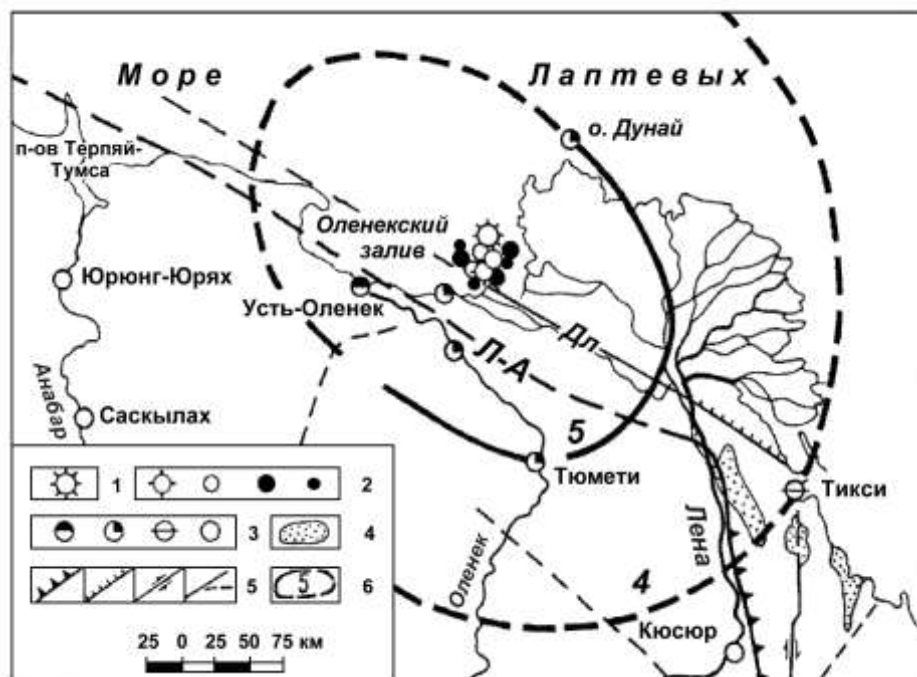 Море Лаптевых
о. Дунай
п-ов Терпяй-
Тумса
Оленекский
залив
Юрюнг-Юрях
Усть-Оленек
Дл
Л-А
Анабар
Саскылах
5
Тюмети
Тикси
Лена
Оленек
4
Кюсюр
1
2
3
4
5
5
6
25 0 25 50 75 км